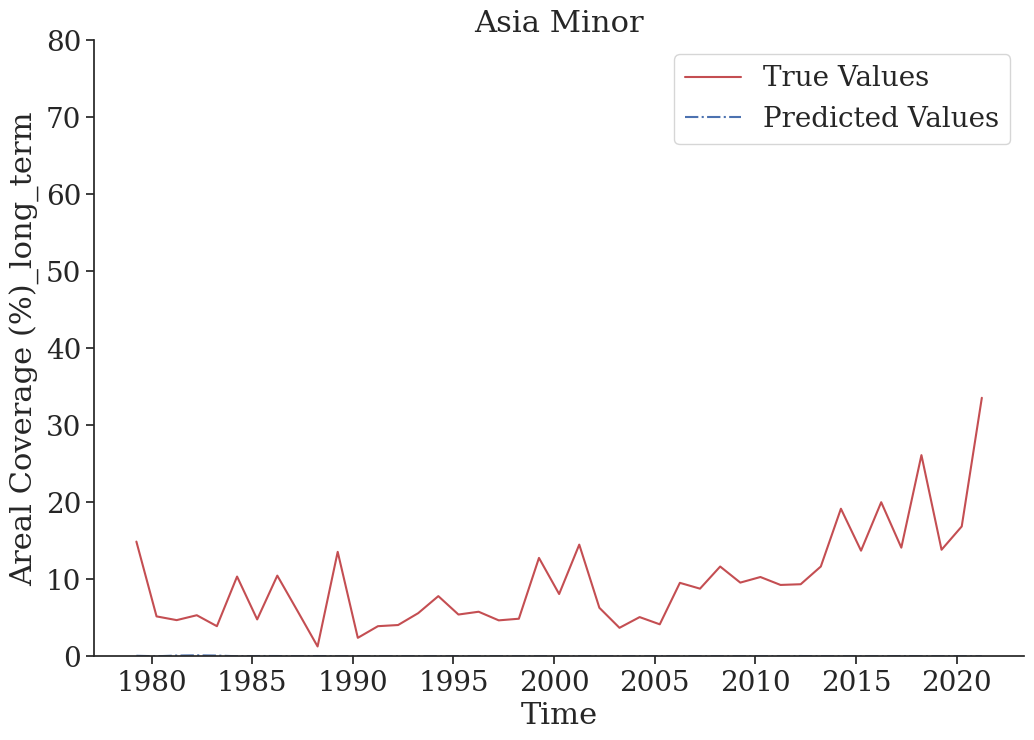 Asia Minor
True Values
Predicted Values
Areal Coverage (%)_long_term
80
70
60
50
40
30
20
10
0
1980 1985 1990 1995 2000 2005 2010 2015 2020
Time